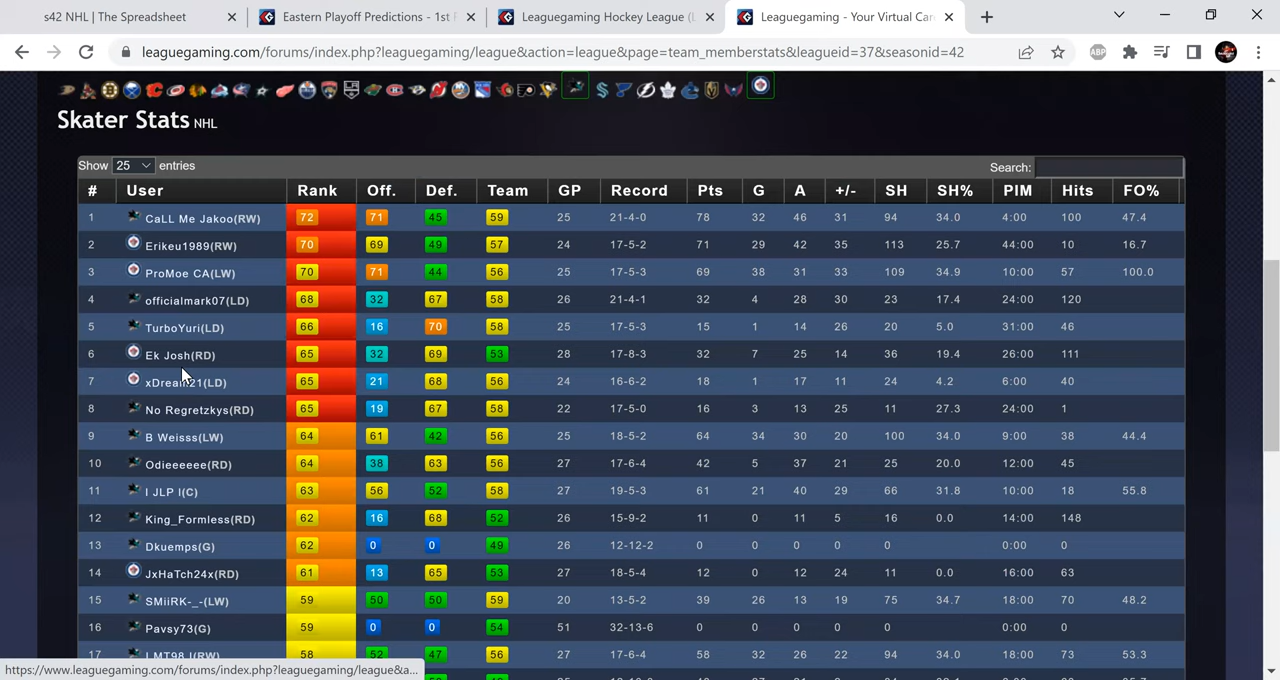 s42 NHL | The Spreadsheet
Eastern Playoff Predictions - 1st
Leaguegaming Hockey League (
Leaguegaming - Your Virtual Car
leaguegaming.com/forums/index.php?leaguegaming/league&action=league&page=team_memberstats&leagueid=37&seasonid=42
ABP
Skater Stats NHL
Show 25 entries Search:
# User Rank Off. Def. Team GP Record Pts G A +/- SH SH% PIM Hits FO%
1 CaLL Me Jakoo(RW) 72 71 45 59 25 21-4-0 78 32 46 31 94 34.0 4:00 100 47.4
2 Erikeu1989(RW) 70 69 49 57 24 17-5-2 71 29 42 35 113 25.7 44:00 10 16.7
3 ProMoe CA(LW) 70 71 44 56 25 17-5-3 69 38 31 33 109 34.9 10:00 57 100.0
4 officialmark07(LD) 68 32 67 58 26 21-4-1 32 4 28 30 23 17.4 24:00 120
5 TurboYuri(LD) 66 16 70 58 25 17-5-3 15 1 14 26 20 5.0 31:00 46
6 Ek Josh(RD) 65 32 69 53 28 17-8-3 32 7 25 14 36 19.4 26:00 111
7 xDream21(LD) 65 21 68 56 24 16-6-2 18 1 17 11 24 4.2 6:00 40
8 No Regretzkys(RD) 65 19 67 58 22 17-5-0 16 3 13 25 11 27.3 24:00 1
9 B Weisss(LW) 64 61 42 56 25 18-5-2 64 34 30 20 100 34.0 9:00 38 44.4
10 Odieeeeee(RD) 64 38 63 56 27 17-6-4 42 5 37 21 25 20.0 12:00 45
11 I JLP I(C) 63 56 52 58 27 19-5-3 61 21 40 29 66 31.8 10:00 18 55.8
12 King_Formless(RD) 62 16 68 52 26 15-9-2 11 0 11 5 16 0.0 14:00 148
13 Dkuemps(G) 62 0 0 49 26 12-12-2 0 0 0 0 0 0:00 0
14 JxHaTch24x(RD) 61 13 65 53 27 18-5-4 12 0 12 24 11 0.0 16:00 63
15 SMiiRK-_-(LW) 59 50 50 59 20 13-5-2 39 26 13 19 75 34.7 18:00 70 48.2
16 Pavsy73(G) 59 0 0 54 51 32-13-6 0 0 0 0 0 0:00 0
17 I MT98 I(RW) 58 52 47 56 27 17-6-4 58 32 26 22 94 34.0 18:00 73 53.3
https://www.leaguegaming.com/forums/index.php?leaguegaming/league&a...